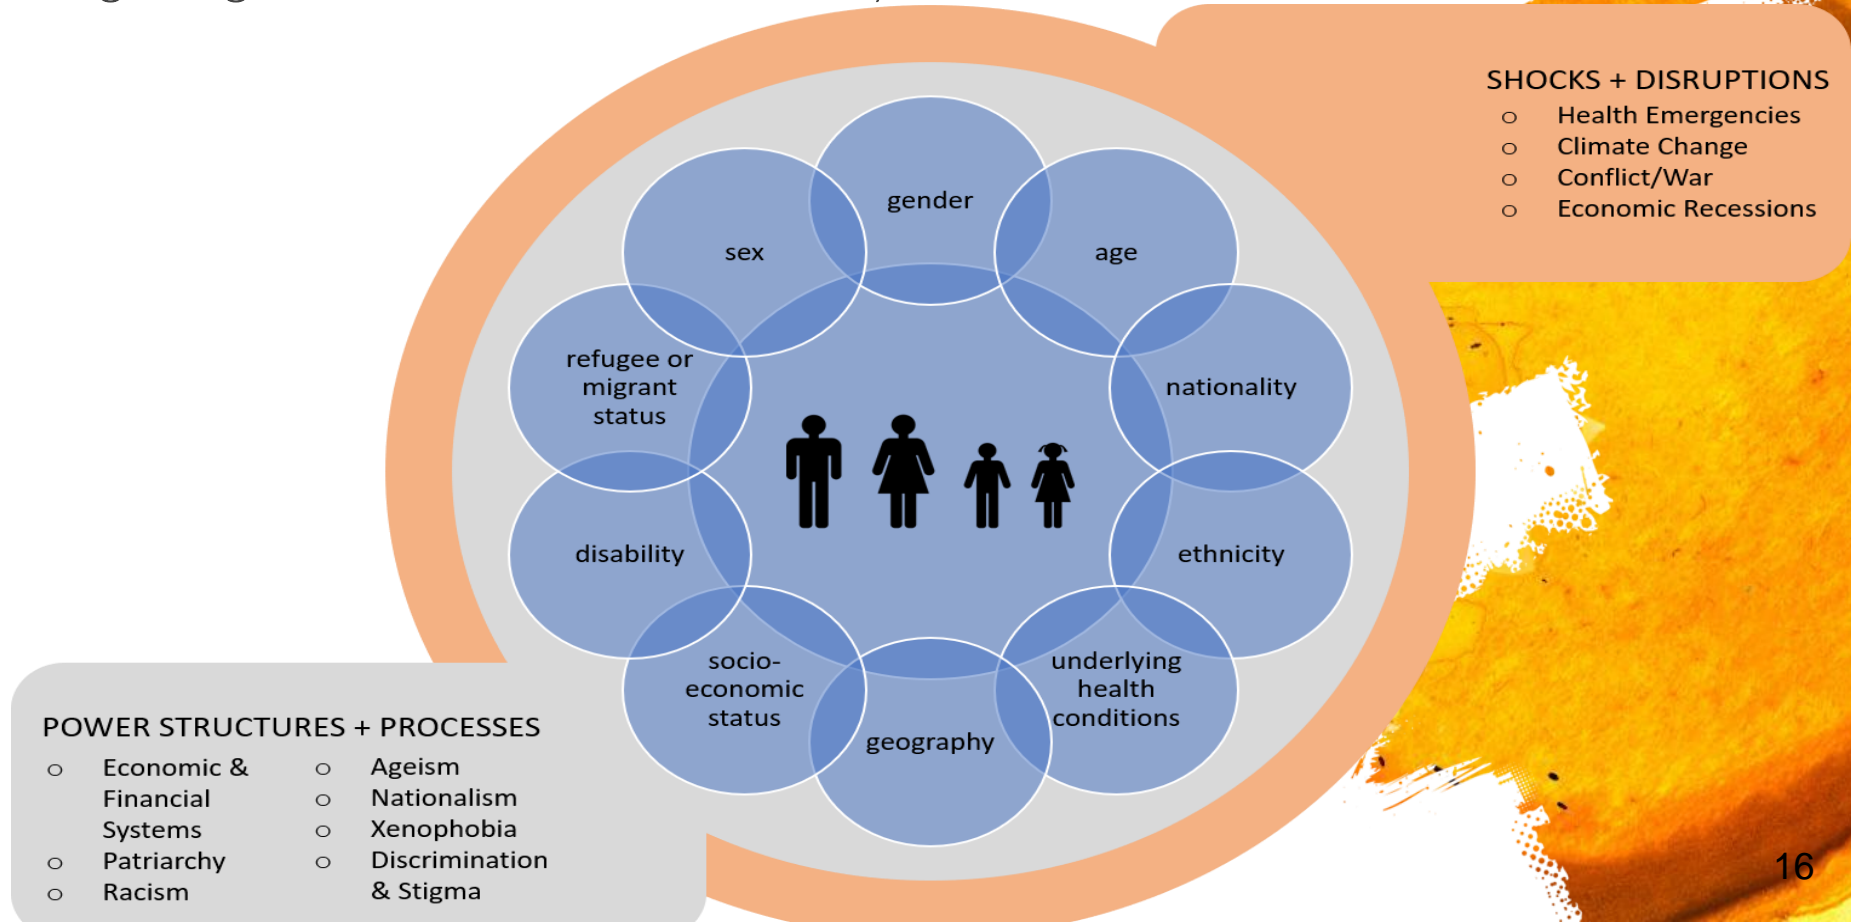 SHOCKS + DISRUPTIONS
o Health Emergencies
o Climate Change
o Conflict/War
o Economic Recessions
gender
sex
age
refugee or
migrant
status
nationality
disability
ethnicity
socio-
economic
status
underlying
health
conditions
geography
POWER STRUCTURES + PROCESSES
o Economic &
Financial
Systems
o Patriarchy
o Racism
o Ageism
o Nationalism
o Xenophobia
o Discrimination
& Stigma
16